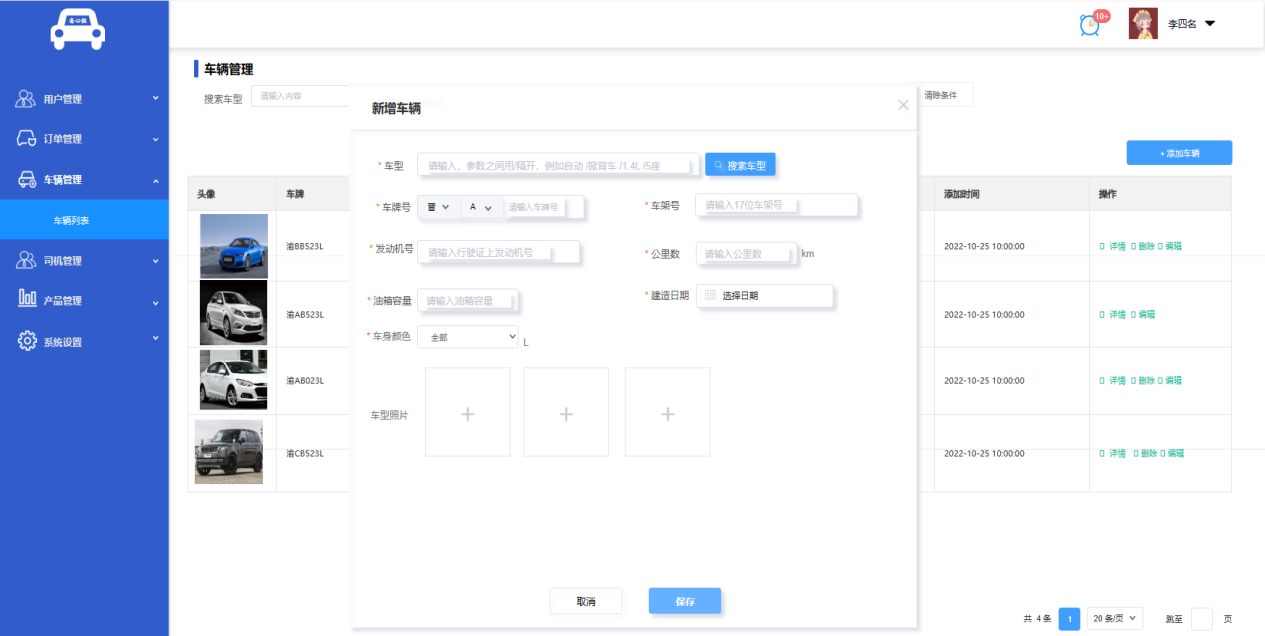 省心租
10+
李四名
用户管理
订单管理
车辆管理
车辆列表
司机管理
产品管理
系统设置
车辆管理
搜索车型 请输入内容
清除条件
+ 添加车辆
头像 车牌 添加时间 操作
渝BB523L 2022-10-25 10:00:00 详情 删除 编辑
渝AB523L 2022-10-25 10:00:00 详情 编辑
渝AB023L 2022-10-25 10:00:00 详情 删除 编辑
渝CB523L 2022-10-25 10:00:00 详情 删除 编辑
新增车辆
* 车型 请输入，参数之间用/隔开，例如自动 /掀背车 /1.4L /5座 搜索车型
* 车牌号 A 请输入车牌号 * 车架号 请输入17位车架号
* 发动机号 请输入行驶证上发动机号 * 公里数 请输入公里数 km
* 油箱容量 请输入油箱容量 * 建造日期 选择日期
* 车身颜色 全部 L
车型照片 + + +
取消 保存
共 4 条 1 20 条/页 跳至 页